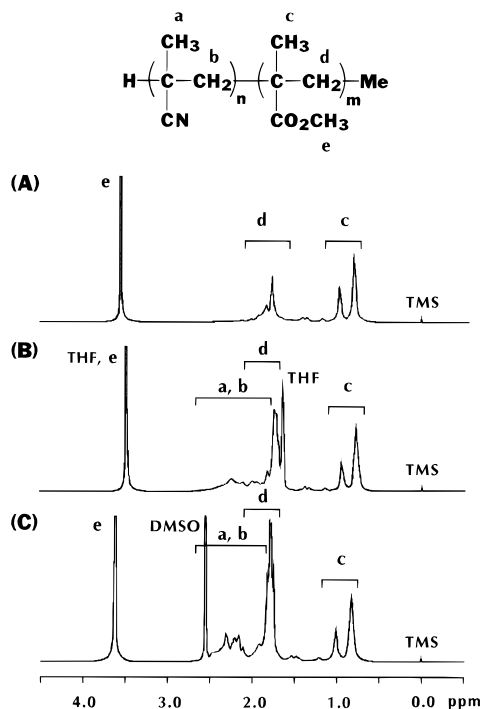 a
c
CH3
CH3
b
d
H—(C—CH2)n—(C—CH2)m—Me
CN
CO2CH3
e
(A)
e
d
c
TMS
(B)
THF, e
d
THF
a, b
c
TMS
(C)
e
DMSO
d
a, b
c
TMS
4.0 3.0 2.0 1.0 0.0 ppm